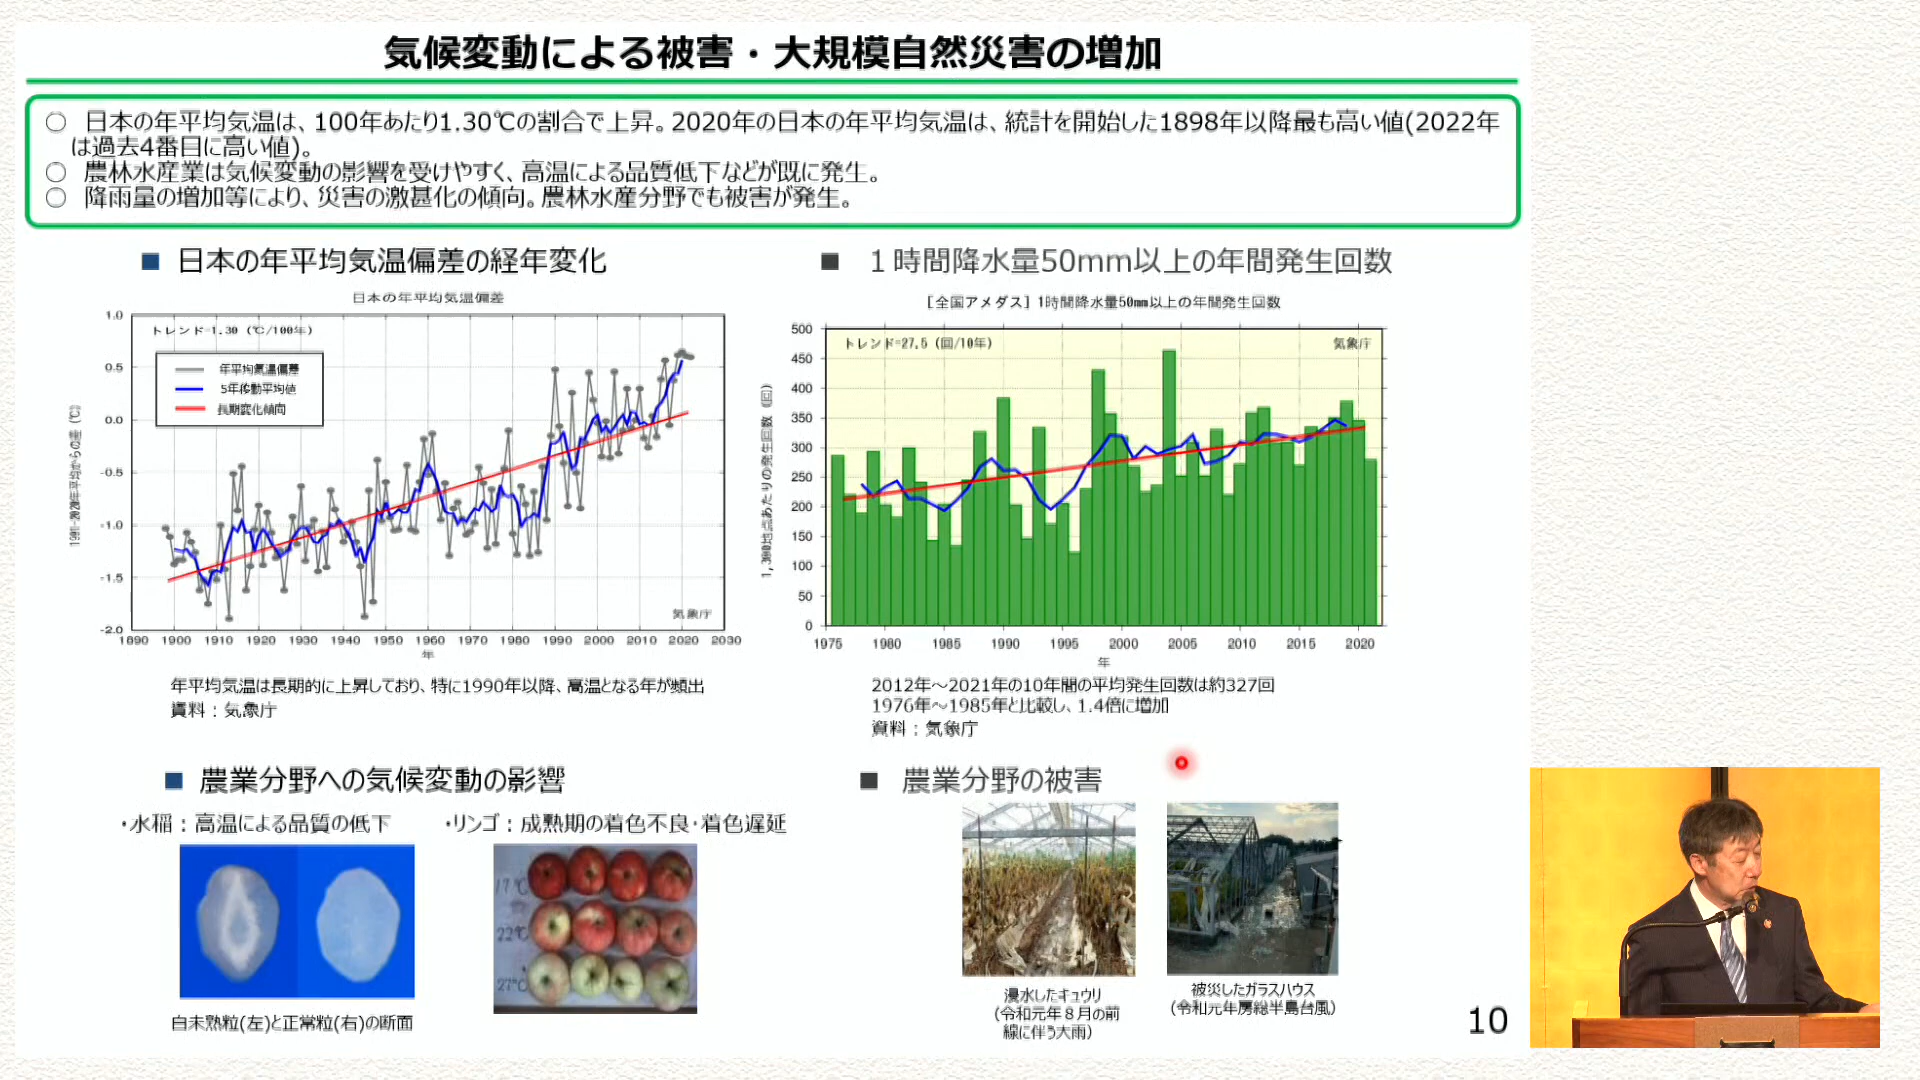 気候変動による被害・大規模自然災害の増加
○ 日本の年平均気温は、100年あたり1.30℃の割合で上昇。2020年の日本の年平均気温は、統計を開始した1898年以降最も高い値(2022年
は過去4番目に高い値)。
○ 農林水産業は気候変動の影響を受けやすく、高温による品質低下などが既に発生。
○ 降雨量の増加等により、災害の激甚化の傾向。農林水産分野でも被害が発生。
■ 日本の年平均気温偏差の経年変化
日本の年平均気温偏差
トレンド=1.30 (℃/100年)
年平均気温偏差
5年移動平均値
長期変化傾向
1991-2020年平均からの差 (℃)
1.0
0.5
0.0
-0.5
-1.0
-1.5
-2.0
気象庁
1890 1900 1910 1920 1930 1940 1950 1960 1970 1980 1990 2000 2010 2020 2030
年
年平均気温は長期的に上昇しており、特に1990年以降、高温となる年が頻出
資料：気象庁
■ 1時間降水量50mm以上の年間発生回数
[全国アメダス] 1時間降水量50mm以上の年間発生回数
トレンド=27.5 (回/10年)
気象庁
1,300地点あたりの発生回数 (回)
500
450
400
350
300
250
200
150
100
50
0
1975 1980 1985 1990 1995 2000 2005 2010 2015 2020
年
2012年～2021年の10年間の平均発生回数は約327回
1976年～1985年と比較し、1.4倍に増加
資料：気象庁
■ 農業分野への気候変動の影響
・水稲：高温による品質の低下
白未熟粒(左)と正常粒(右)の断面
・リンゴ：成熟期の着色不良・着色遅延
17℃
22℃
27℃
■ 農業分野の被害
浸水したキュウリ
(令和元年８月の前
線に伴う大雨)
被災したガラスハウス
(令和元年房総半島台風)
10